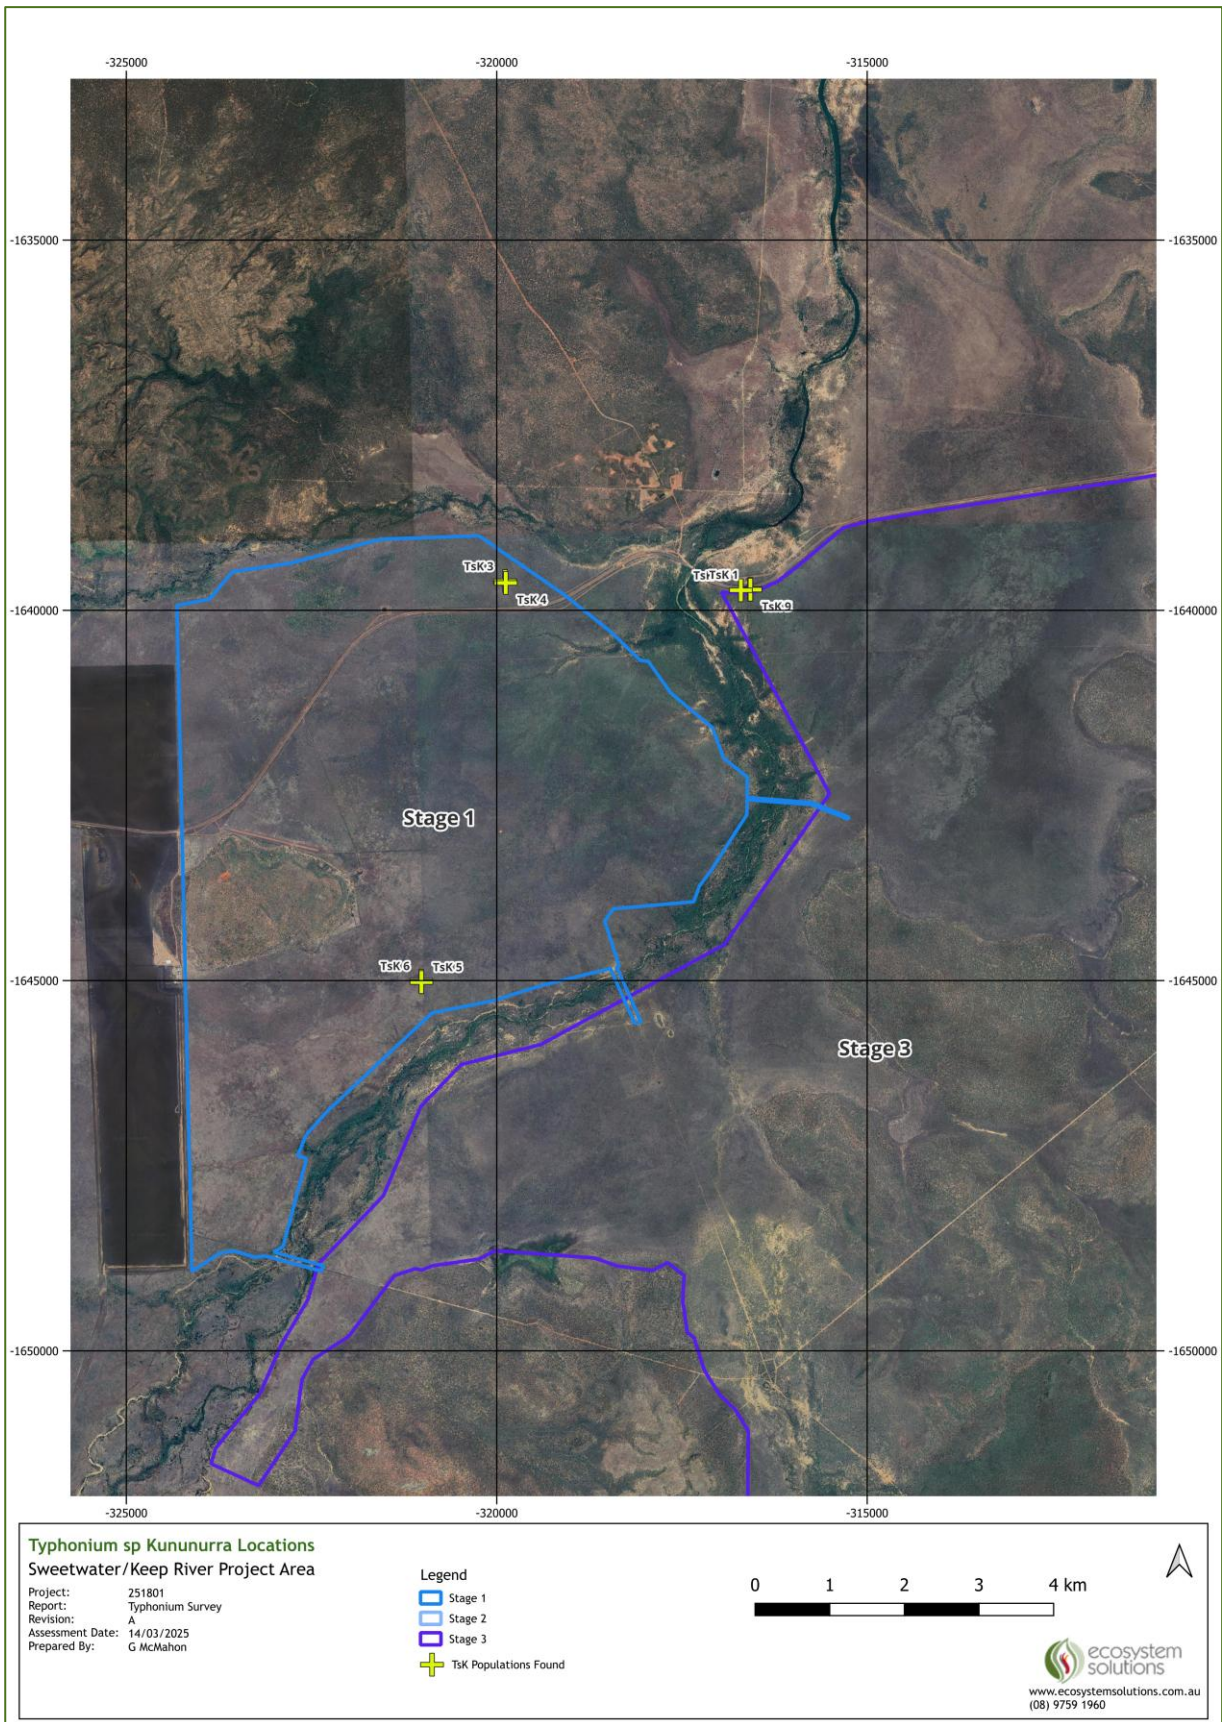 -325000
-320000
-315000
-1635000
-1635000
TsK 3
TsK 4
TsK 1
TsK 9
-1640000
-1640000
Stage 1
TsK 6
TsK 5
-1645000
-1645000
Stage 3
-1650000
-1650000
-325000
-320000
-315000
Typhonium sp Kununurra Locations
Sweetwater/Keep River Project Area
Project: 251801
Report: Typhonium Survey
Revision: A
Assessment Date: 14/03/2025
Prepared By: G McMahon
Legend
Stage 1
Stage 2
Stage 3
TsK Populations Found
0 1 2 3 4 km
ecosystem
solutions
www.ecosystemsolutions.com.au
(08) 9759 1960